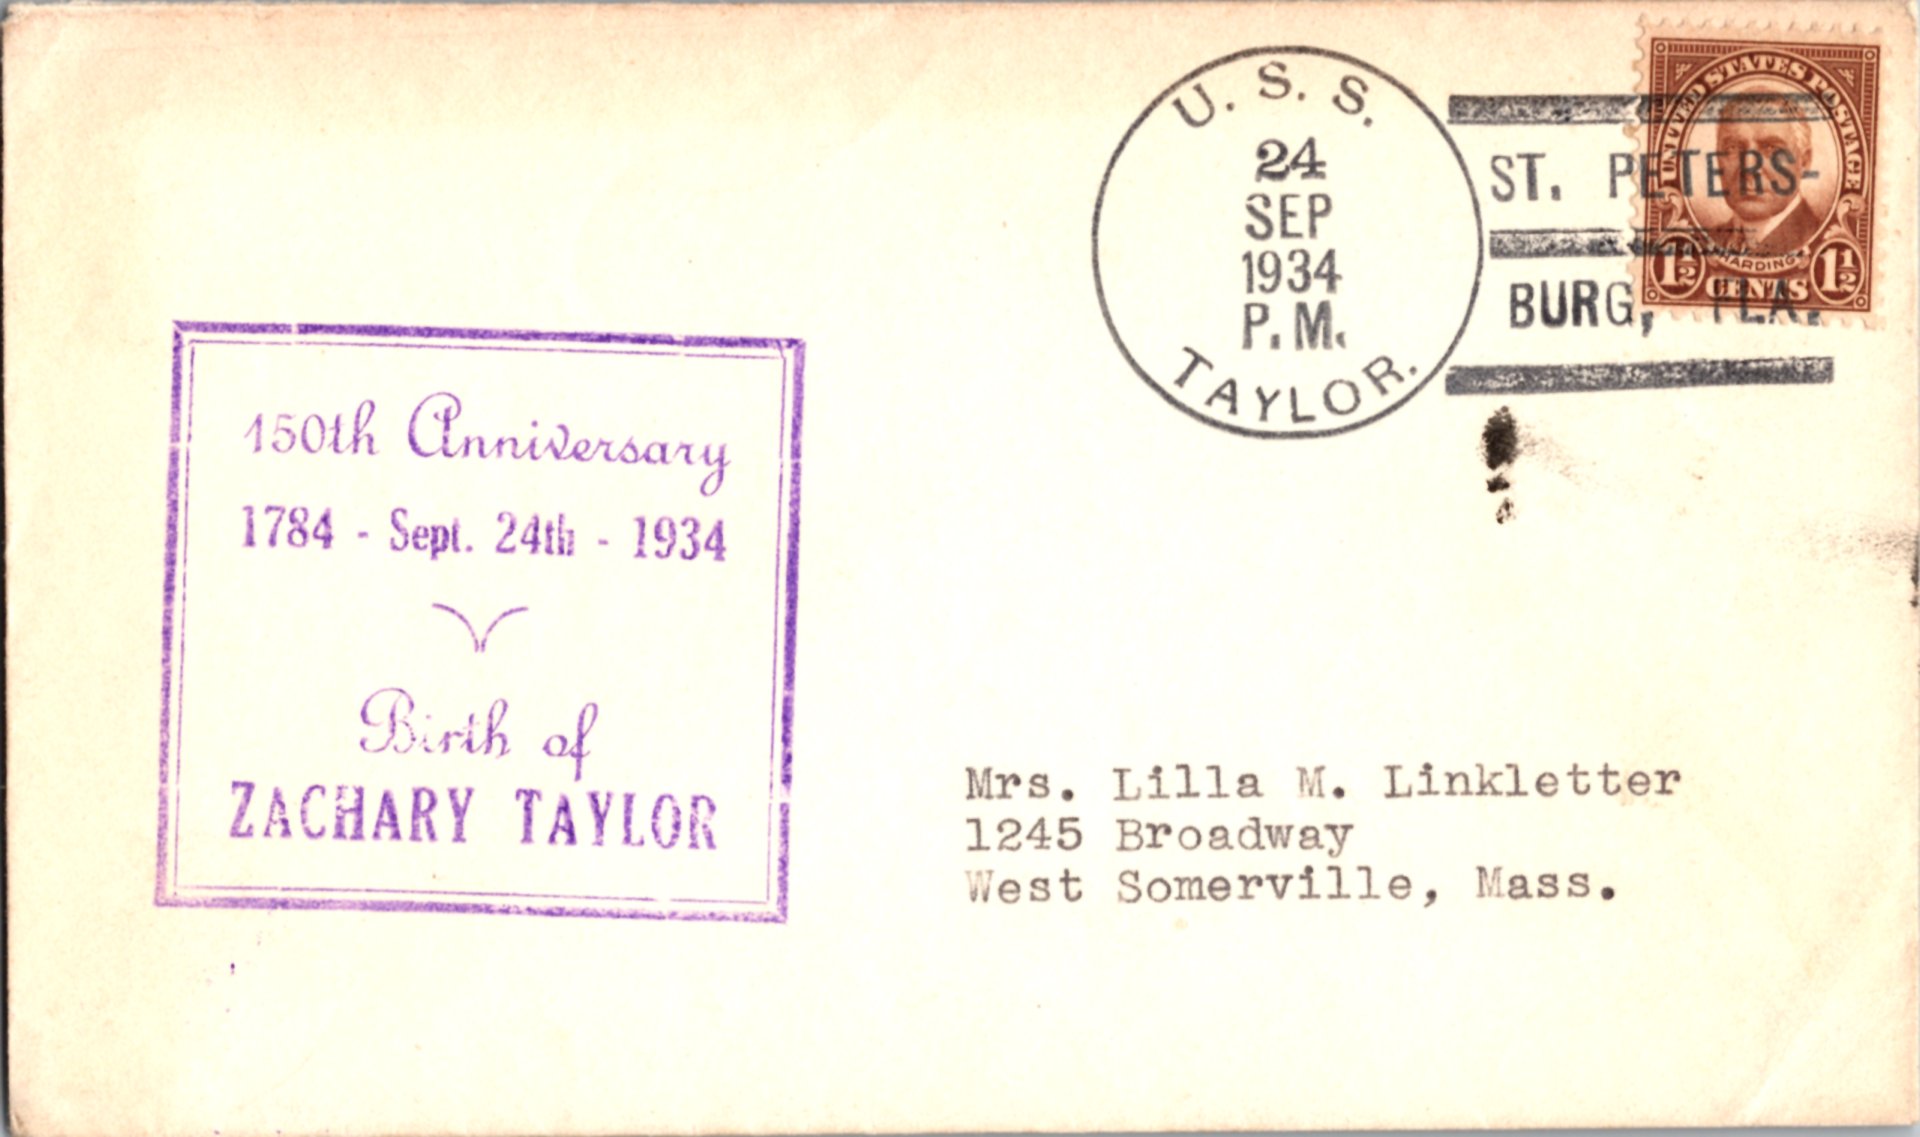 U. S. S.
24
SEP
1934
P. M.
TAYLOR.
ST. PETERS-
BURG, FLA.
UNITED STATES POSTAGE
HARDING
1½ CENTS 1½
150th Anniversary
1784 - Sept. 24th - 1934
Birth of
ZACHARY TAYLOR
Mrs. Lilla M. Linkletter
1245 Broadway
West Somerville, Mass.